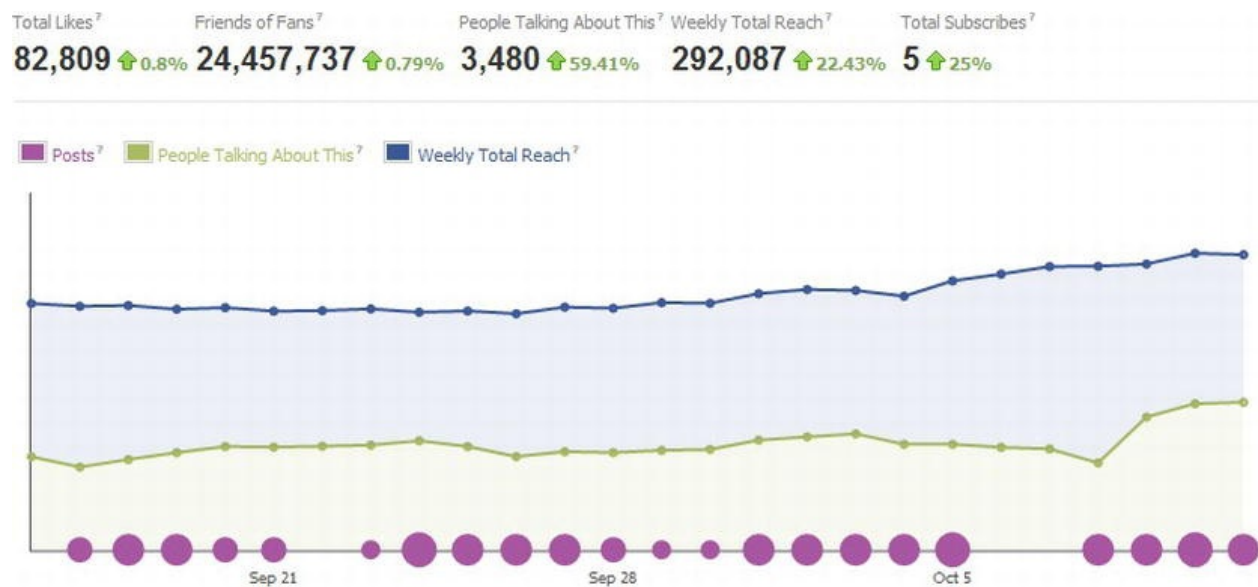 Total Likes? Friends of Fans? People Talking About This? Weekly Total Reach? Total Subscribes?
82,809 0.8% 24,457,737 0.79% 3,480 59.41% 292,087 22.43% 5 25%
Posts? People Talking About This? Weekly Total Reach?
Sep 21 Sep 28 Oct 5